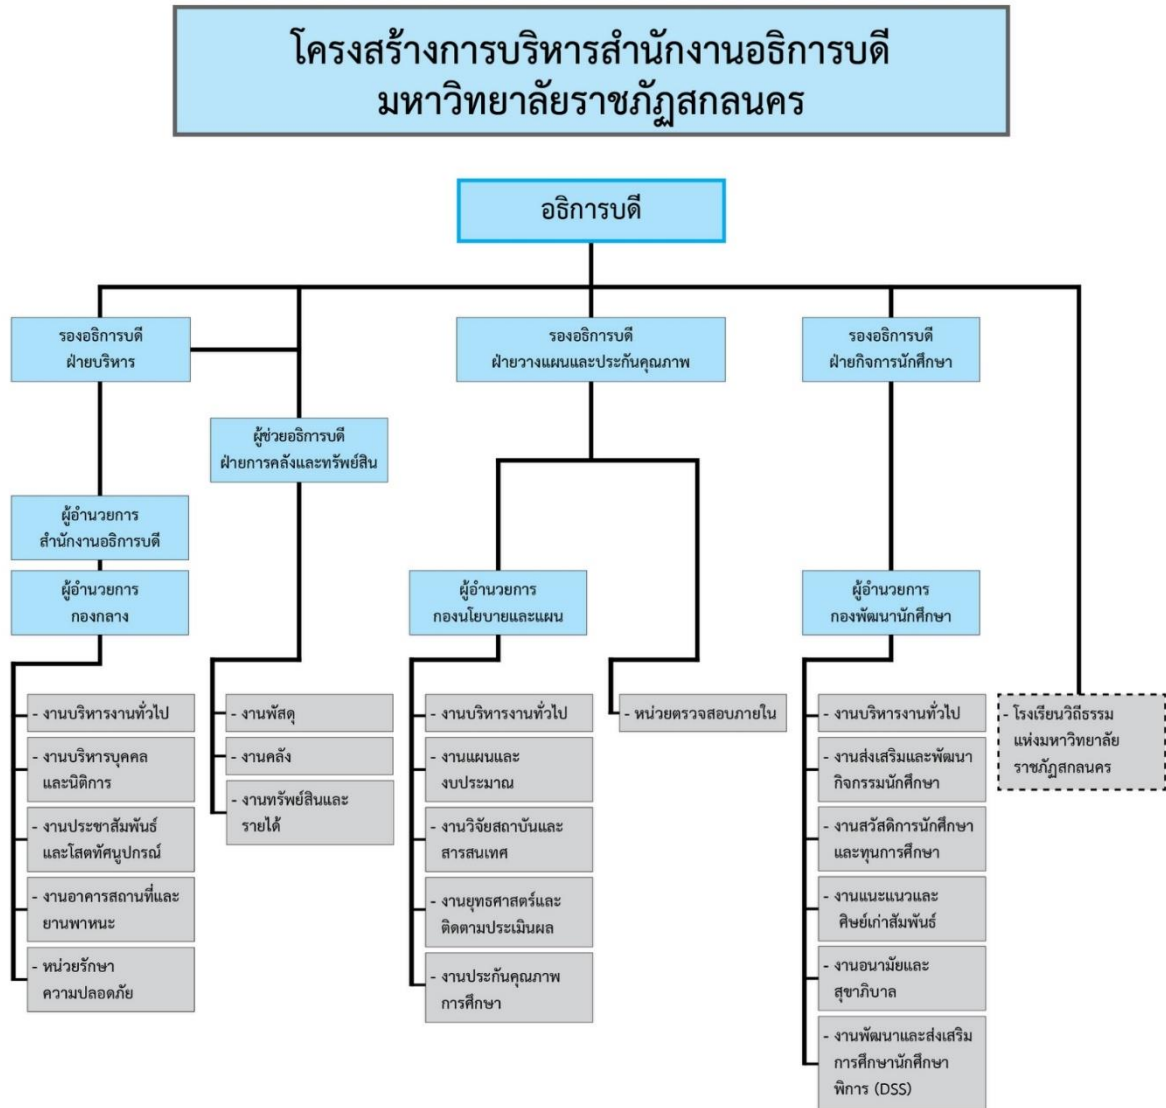 โครงสร้างการบริหารสำนักงานอธิการบดี
มหาวิทยาลัยราชภัฏสกลนคร
อธิการบดี
รองอธิการบดี
ฝ่ายบริหาร
รองอธิการบดี
ฝ่ายวางแผนและประกันคุณภาพ
รองอธิการบดี
ฝ่ายกิจการนักศึกษา
ผู้ช่วยอธิการบดี
ฝ่ายการคลังและทรัพย์สิน
ผู้อำนวยการ
สำนักงานอธิการบดี
ผู้อำนวยการ
กองกลาง
ผู้อำนวยการ
กองนโยบายและแผน
ผู้อำนวยการ
กองพัฒนานักศึกษา
- งานบริหารงานทั่วไป
- งานบริหารบุคคล
และนิติการ
- งานประชาสัมพันธ์
และโสตทัศนูปกรณ์
- งานอาคารสถานที่และ
ยานพาหนะ
- หน่วยรักษา
ความปลอดภัย
- งานพัสดุ
- งานคลัง
- งานทรัพย์สินและ
รายได้
- งานบริหารงานทั่วไป
- งานแผนและ
งบประมาณ
- งานวิจัยสถาบันและ
สารสนเทศ
- งานยุทธศาสตร์และ
ติดตามประเมินผล
- งานประกันคุณภาพ
การศึกษา
- หน่วยตรวจสอบภายใน
- งานบริหารงานทั่วไป
- งานส่งเสริมและพัฒนา
กิจกรรมนักศึกษา
- งานสวัสดิการนักศึกษา
และทุนการศึกษา
- งานแนะแนวและ
ศิษย์เก่าสัมพันธ์
- งานอนามัยและ
สุขาภิบาล
- งานพัฒนาและส่งเสริม
การศึกษานักศึกษา
พิการ (DSS)
- โรงเรียนวิถีธรรม
แห่งมหาวิทยาลัย
ราชภัฏสกลนคร